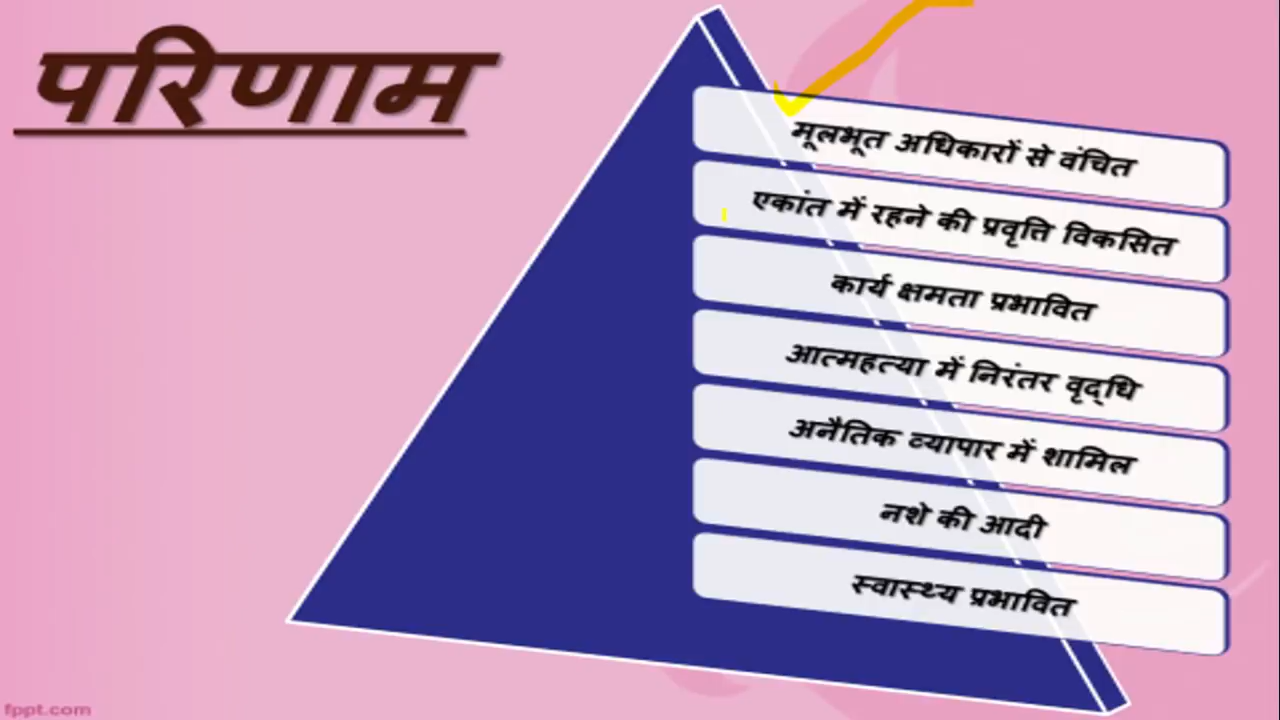 परिणाम
मूलभूत अधिकारों से वंचित
एकांत में रहने की प्रवृत्ति विकसित
कार्य क्षमता प्रभावित
आत्महत्या में निरंतर वृद्धि
अनैतिक व्यापार में शामिल
नशे की आदी
स्वास्थ्य प्रभावित
fppt.com